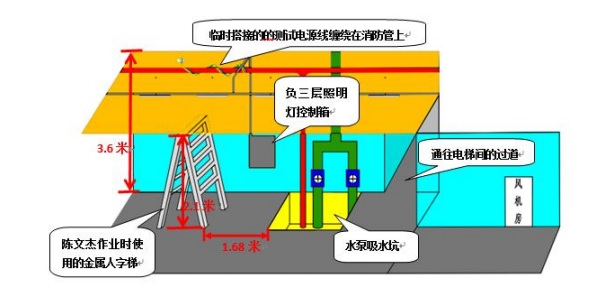 临时搭接的的测试电源线缠绕在消防管上
负三层照明
灯控制箱
3.6 米
通往电梯间的过道
风机房
2.1 米
1.68 米
陈文杰作业时使
用的金属人字梯
水泵吸水坑